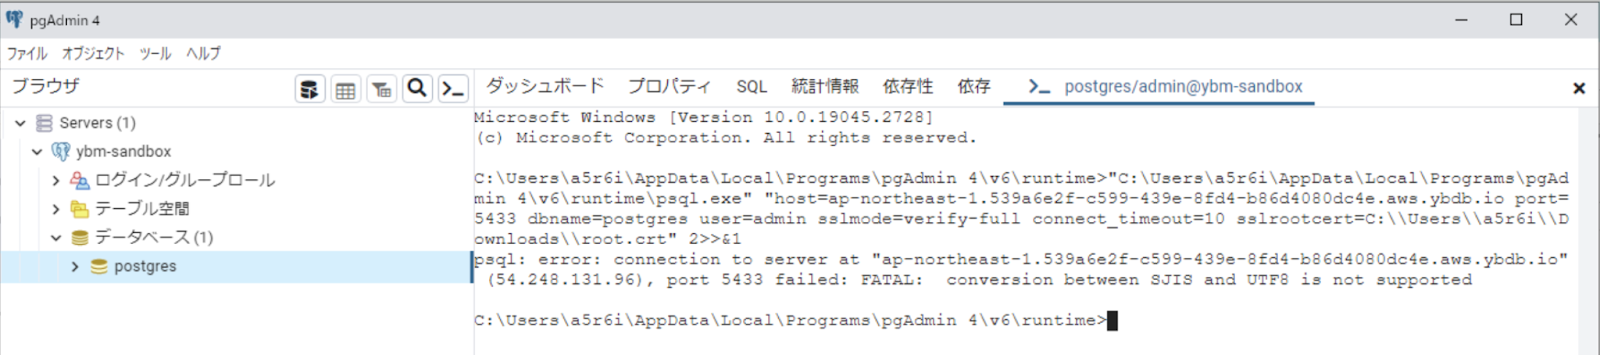 pgAdmin 4
ファイル オブジェクト ツール ヘルプ
ブラウザ
ダッシュボード プロパティ SQL 統計情報 依存性 依存 postgres/admin@ybm-sandbox
Servers (1)
ybm-sandbox
ログイン/グループロール
テーブル空間
データベース (1)
postgres
Microsoft Windows [Version 10.0.19045.2728]
(c) Microsoft Corporation. All rights reserved.
C:\Users\a5r6i\AppData\Local\Programs\pgAdmin 4\v6\runtime>"C:\Users\a5r6i\AppData\Local\Programs\pgAd
min 4\v6\runtime\psql.exe" "host=ap-northeast-1.539a6e2f-c599-439e-8fd4-b86d4080dc4e.aws.ybdb.io port=
5433 dbname=postgres user=admin sslmode=verify-full connect_timeout=10 sslrootcert=C:\\Users\\a5r6i\\D
ownloads\\root.crt" 2>>&1
psql: error: connection to server at "ap-northeast-1.539a6e2f-c599-439e-8fd4-b86d4080dc4e.aws.ybdb.io"
(54.248.131.96), port 5433 failed: FATAL:  conversion between SJIS and UTF8 is not supported
C:\Users\a5r6i\AppData\Local\Programs\pgAdmin 4\v6\runtime>